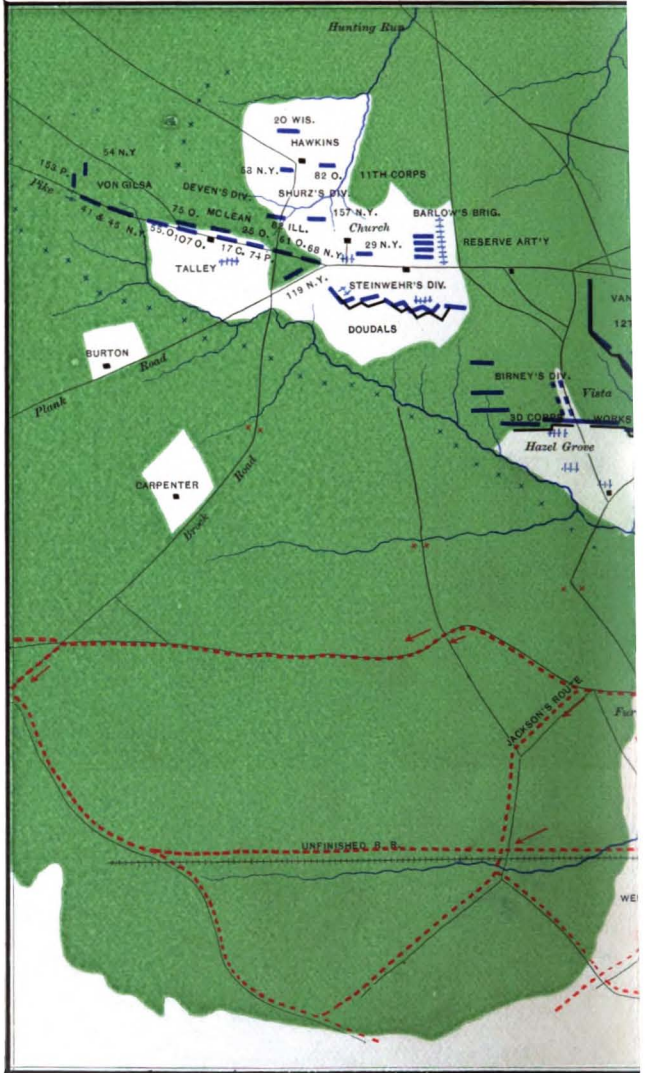 Hunting Run
20 WIS.
HAWKINS
54 N.Y
153 P.
58 N.Y.
82 O.
11TH CORPS
Pike
VON GILSA
DEVEN'S DIV.
SHURZ'S DIV.
41 & 45 N.Y.
75 O.
MC LEAN
25 O.
82 ILL.
157 N.Y.
BARLOW'S BRIG.
Church
55.O
107 O.
17 C.
74 P.
61 O.
68 N.Y.
29 N.Y.
RESERVE ART'Y
TALLEY
119 N.Y.
STEINWEHR'S DIV.
VAN
DOUDALS
BURTON
Plank
Road
BIRNEY'S DIV.
Vista
3D CORPS
WORKS
Hazel Grove
CARPENTER
Brock
Road
JACKSON'S ROUTE
Fur
UNFINISHED R. R.
WE